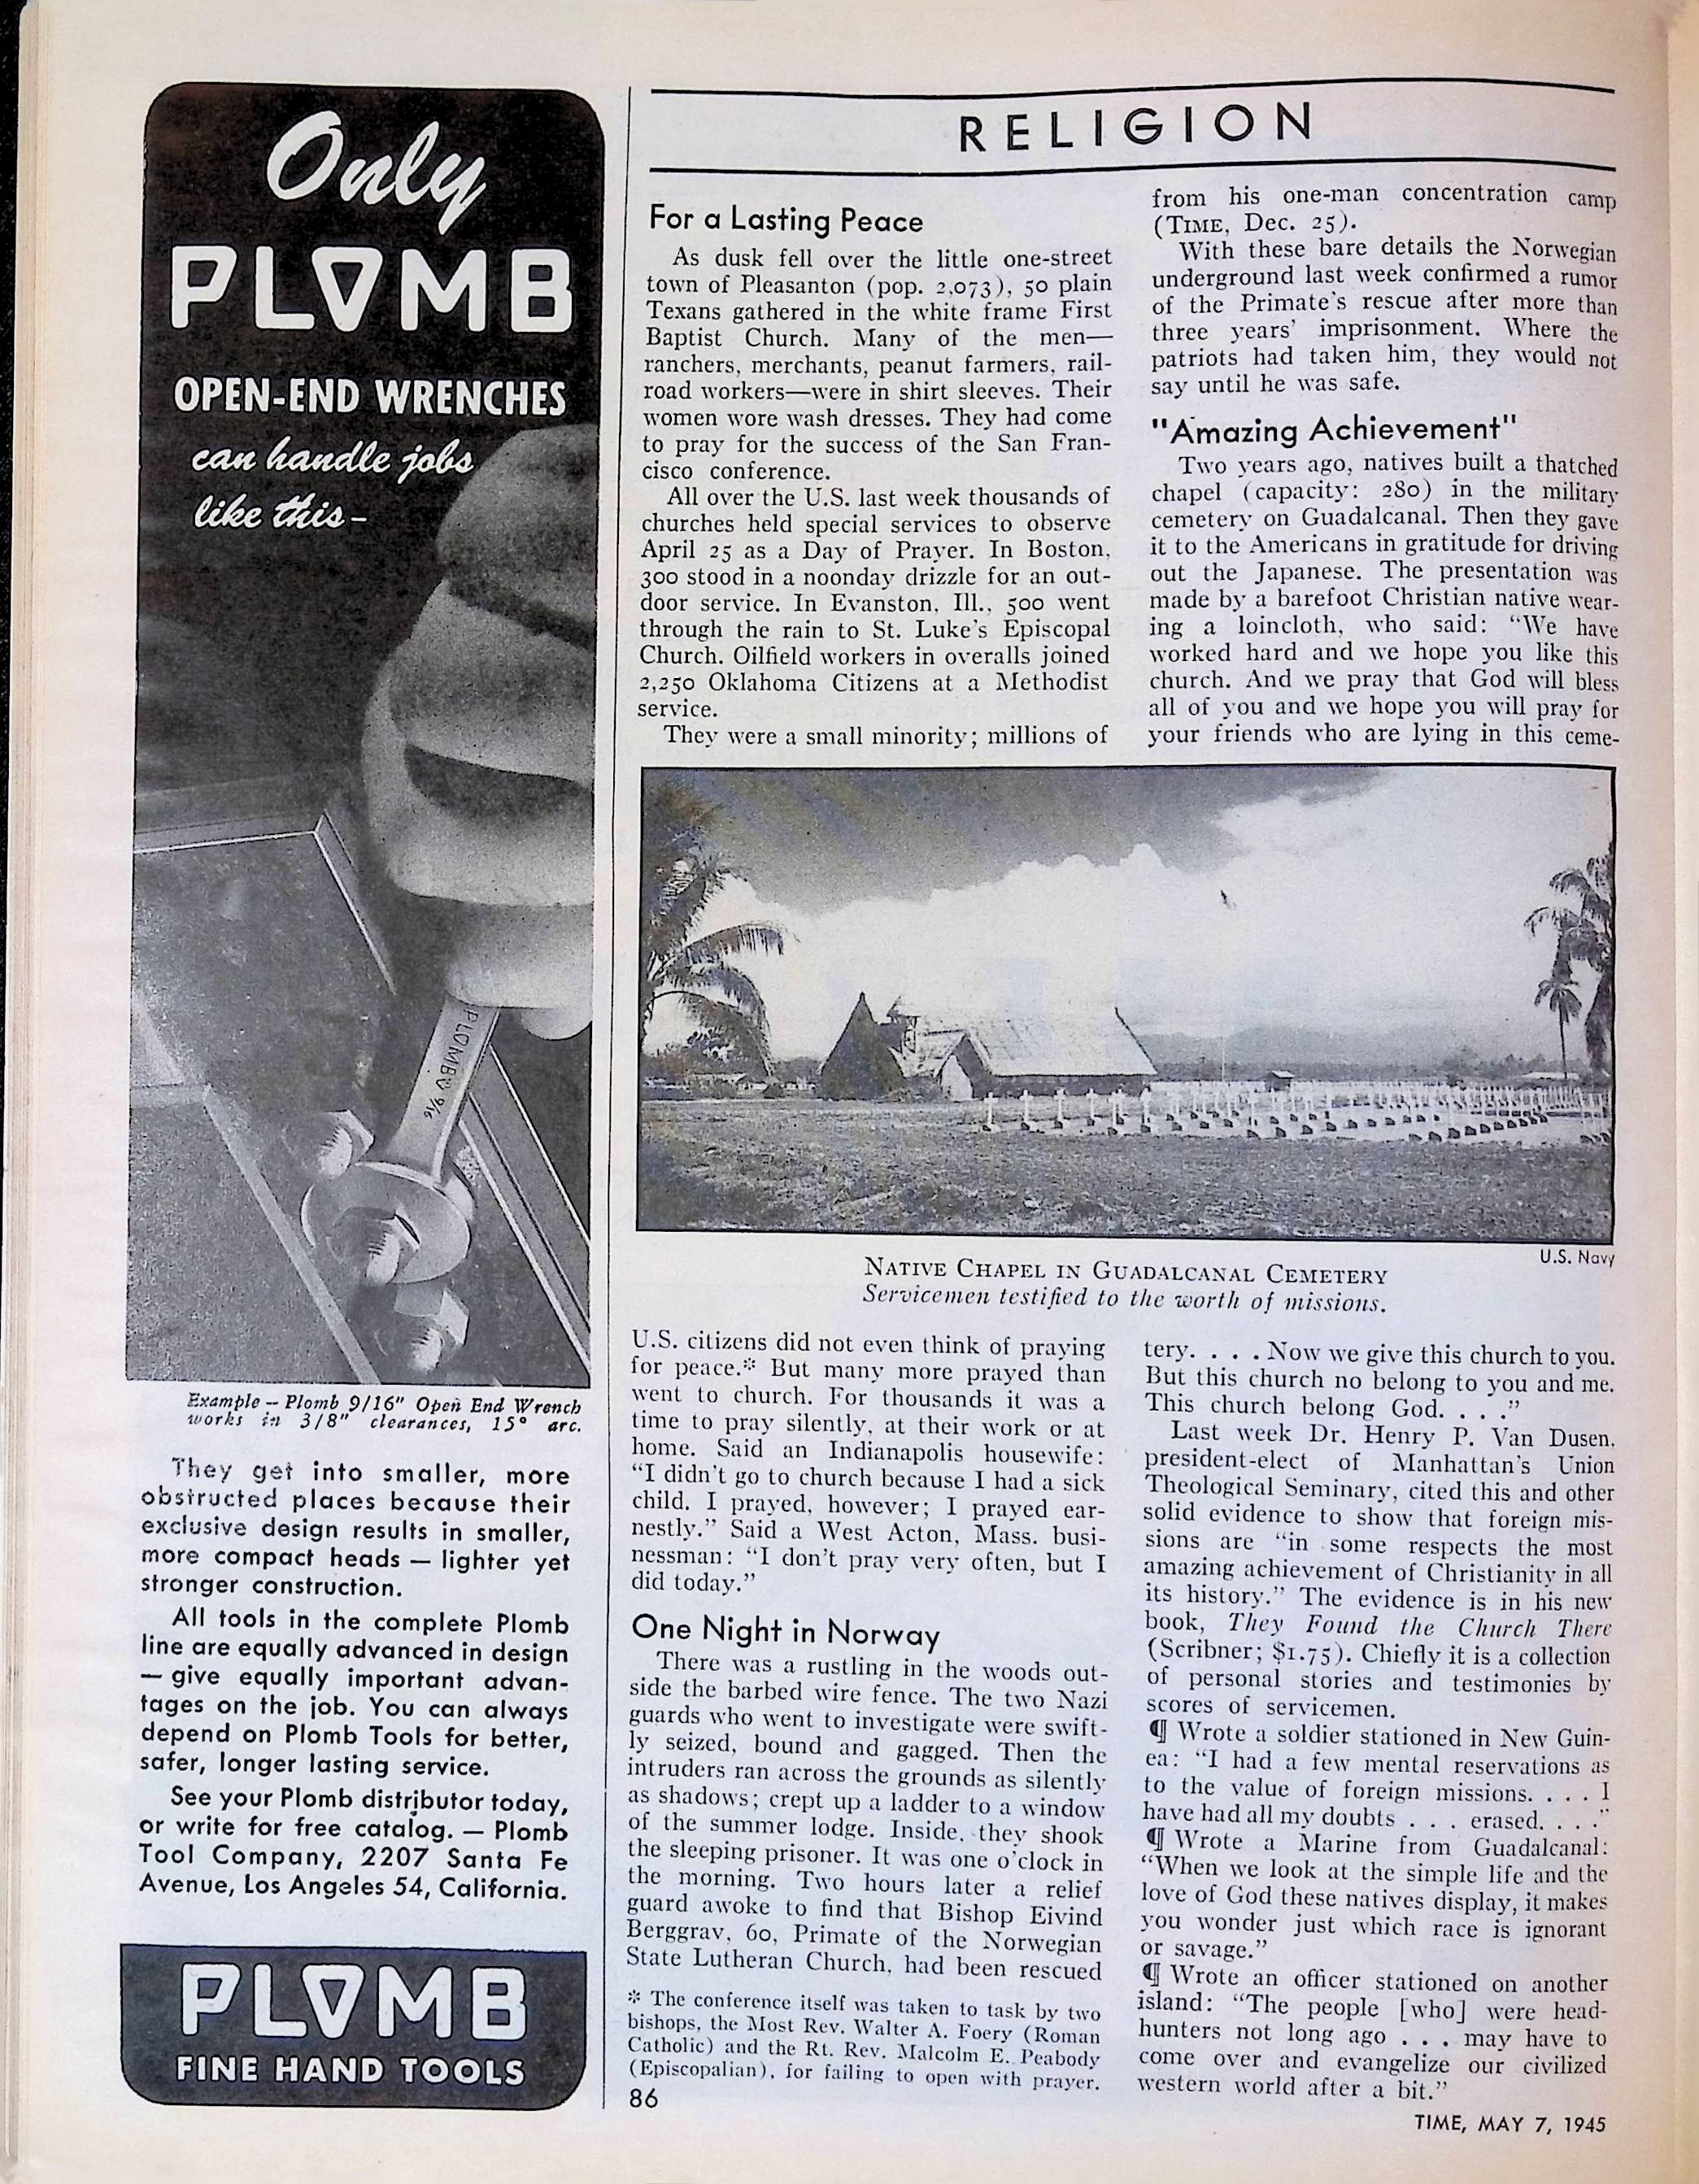 Only
PLOMB
OPEN-END WRENCHES
can handle jobs
like this-
PLOMB 9/16
Example -- Plomb 9/16" Open End Wrench
works in 3/8" clearances, 15° arc.
They get into smaller, more
obstructed places because their
exclusive design results in smaller,
more compact heads — lighter yet
stronger construction.
All tools in the complete Plomb
line are equally advanced in design
— give equally important advan-
tages on the job. You can always
depend on Plomb Tools for better,
safer, longer lasting service.
See your Plomb distributor today,
or write for free catalog. — Plomb
Tool Company, 2207 Santa Fe
Avenue, Los Angeles 54, California.
PLOMB
FINE HAND TOOLS
RELIGION
For a Lasting Peace
As dusk fell over the little one-street
town of Pleasanton (pop. 2,073), 50 plain
Texans gathered in the white frame First
Baptist Church. Many of the men—
ranchers, merchants, peanut farmers, rail-
road workers—were in shirt sleeves. Their
women wore wash dresses. They had come
to pray for the success of the San Fran-
cisco conference.
All over the U.S. last week thousands of
churches held special services to observe
April 25 as a Day of Prayer. In Boston,
300 stood in a noonday drizzle for an out-
door service. In Evanston, Ill., 500 went
through the rain to St. Luke's Episcopal
Church. Oilfield workers in overalls joined
2,250 Oklahoma Citizens at a Methodist
service.
They were a small minority; millions of
U.S. citizens did not even think of praying
for peace.* But many more prayed than
went to church. For thousands it was a
time to pray silently, at their work or at
home. Said an Indianapolis housewife:
"I didn't go to church because I had a sick
child. I prayed, however; I prayed ear-
nestly." Said a West Acton, Mass. busi-
nessman: "I don't pray very often, but I
did today."
One Night in Norway
There was a rustling in the woods out-
side the barbed wire fence. The two Nazi
guards who went to investigate were swift-
ly seized, bound and gagged. Then the
intruders ran across the grounds as silently
as shadows; crept up a ladder to a window
of the summer lodge. Inside, they shook
the sleeping prisoner. It was one o'clock in
the morning. Two hours later a relief
guard awoke to find that Bishop Eivind
Berggrav, 60, Primate of the Norwegian
State Lutheran Church, had been rescued
* The conference itself was taken to task by two
bishops, the Most Rev. Walter A. Foery (Roman
Catholic) and the Rt. Rev. Malcolm E. Peabody
(Episcopalian), for failing to open with prayer.
86
from his one-man concentration camp
(TIME, Dec. 25).
With these bare details the Norwegian
underground last week confirmed a rumor
of the Primate's rescue after more than
three years' imprisonment. Where the
patriots had taken him, they would not
say until he was safe.
"Amazing Achievement"
Two years ago, natives built a thatched
chapel (capacity: 280) in the military
cemetery on Guadalcanal. Then they gave
it to the Americans in gratitude for driving
out the Japanese. The presentation was
made by a barefoot Christian native wear-
ing a loincloth, who said: "We have
worked hard and we hope you like this
church. And we pray that God will bless
all of you and we hope you will pray for
your friends who are lying in this ceme-
U.S. Navy
NATIVE CHAPEL IN GUADALCANAL CEMETERY
Servicemen testified to the worth of missions.
tery. . . . Now we give this church to you.
But this church no belong to you and me.
This church belong God. . . ."
Last week Dr. Henry P. Van Dusen,
president-elect of Manhattan's Union
Theological Seminary, cited this and other
solid evidence to show that foreign mis-
sions are "in some respects the most
amazing achievement of Christianity in all
its history." The evidence is in his new
book, They Found the Church There
(Scribner; $1.75). Chiefly it is a collection
of personal stories and testimonies by
scores of servicemen.
¶ Wrote a soldier stationed in New Guin-
ea: "I had a few mental reservations as
to the value of foreign missions. . . . I
have had all my doubts . . . erased. . . ."
¶ Wrote a Marine from Guadalcanal:
"When we look at the simple life and the
love of God these natives display, it makes
you wonder just which race is ignorant
or savage."
¶ Wrote an officer stationed on another
island: "The people [who] were head-
hunters not long ago . . . may have to
come over and evangelize our civilized
western world after a bit."
TIME, MAY 7, 1945